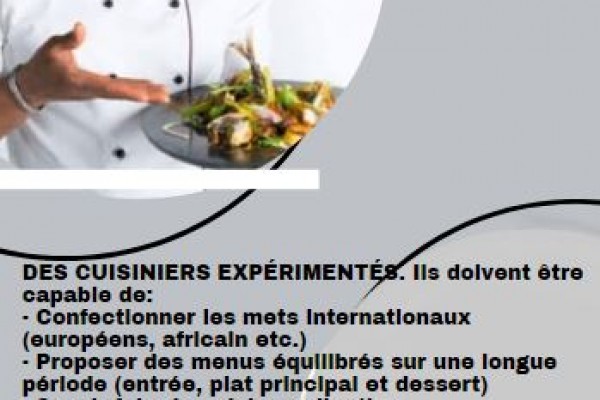 DES CUISINIERS EXPÉRIMENTÉS. Ils doivent être
capable de:
- Confectionner les mets internationaux
(européens, africain etc.)
- Proposer des menus équilibrés sur une longue
période (entrée, plat principal et dessert)